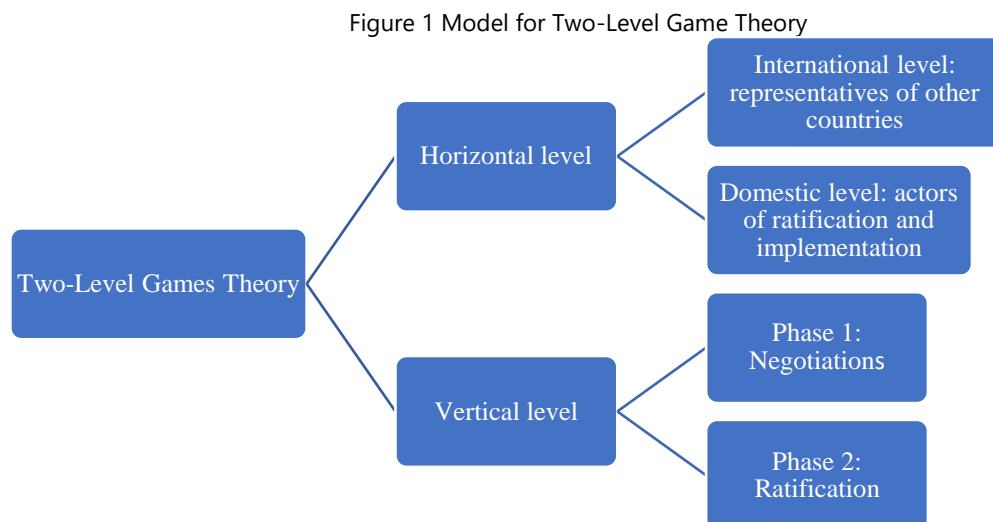 Figure 1 Model for Two-Level Game Theory
International level:
representatives of other
countries
Horizontal level
Domestic level: actors
of ratification and
implementation
Two-Level Games Theory
Phase 1:
Negotiations
Vertical level
Phase 2:
Ratification